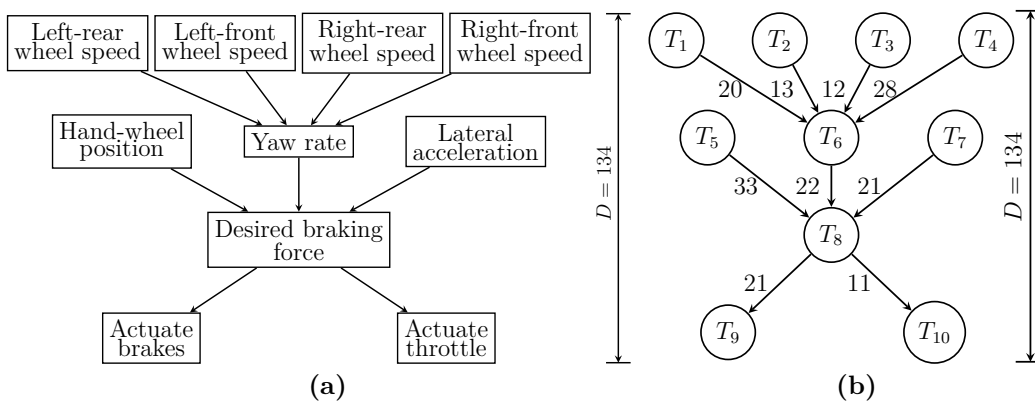 Left-rear
wheel speed
Left-front
wheel speed
Right-rear
wheel speed
Right-front
wheel speed
Hand-wheel
position
Yaw rate
Lateral
acceleration
Desired braking
force
Actuate
brakes
Actuate
throttle
D = 134
(a)
T1
T2
T3
T4
20
13
12
28
T5
T6
T7
33
22
21
T8
21
11
T9
T10
D = 134
(b)